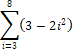 8
∑(3 − 2i²)
i=3